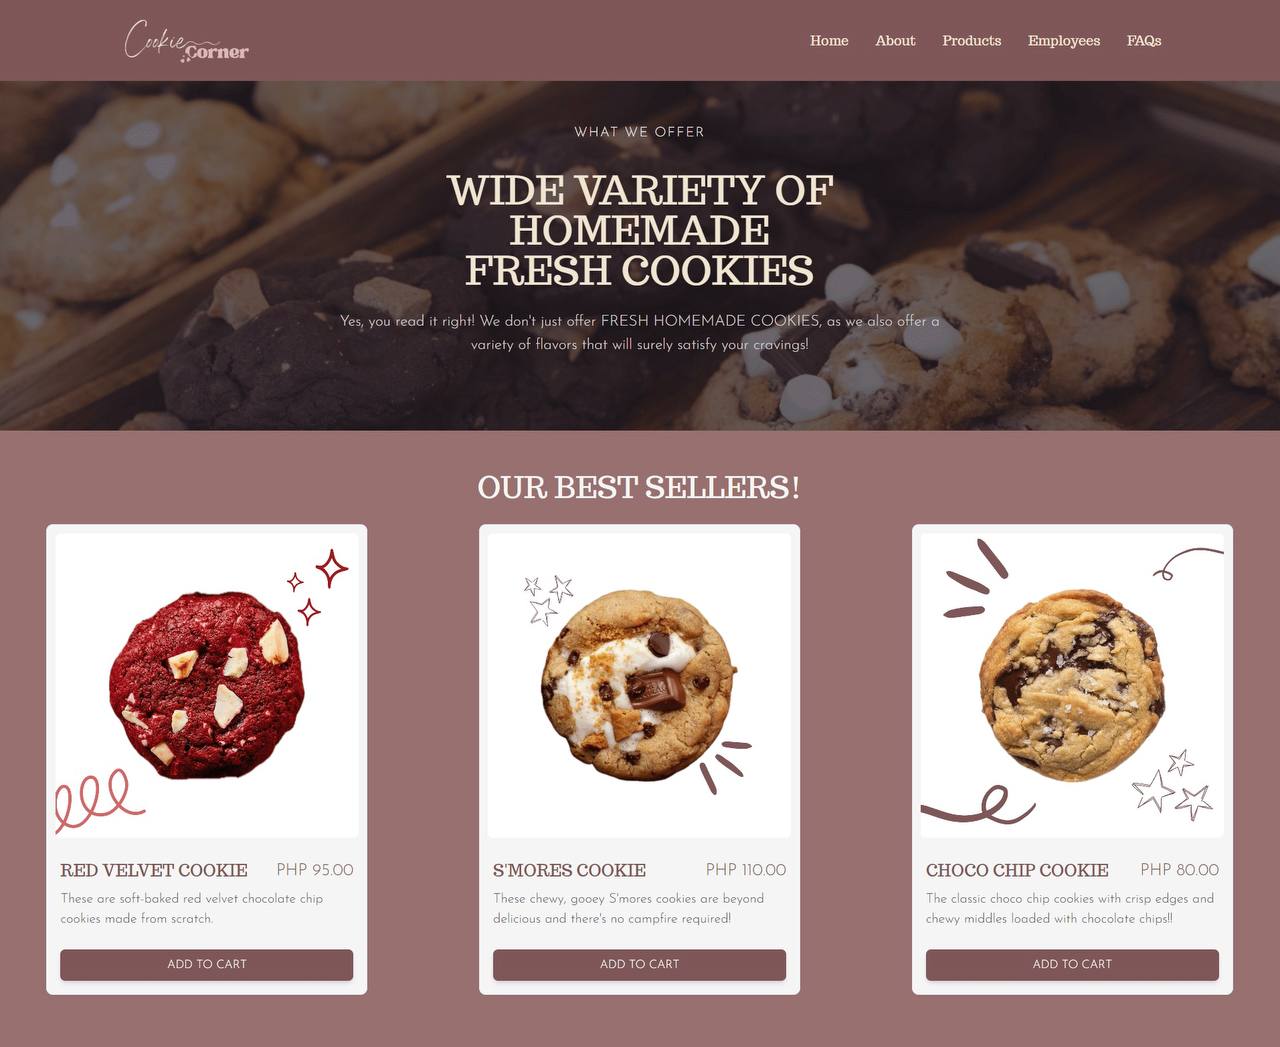 Cookie
Corner
Home About Products Employees FAQs
WHAT WE OFFER
WIDE VARIETY OF
HOMEMADE
FRESH COOKIES
Yes, you read it right! We don't just offer FRESH HOMEMADE COOKIES, as we also offer a
variety of flavors that will surely satisfy your cravings!
OUR BEST SELLERS!
RED VELVET COOKIE PHP 95.00
These are soft-baked red velvet chocolate chip
cookies made from scratch.
ADD TO CART
S'MORES COOKIE PHP 110.00
These chewy, gooey S'mores cookies are beyond
delicious and there's no campfire required!
ADD TO CART
CHOCO CHIP COOKIE PHP 80.00
The classic choco chip cookies with crisp edges and
chewy middles loaded with chocolate chips!!
ADD TO CART